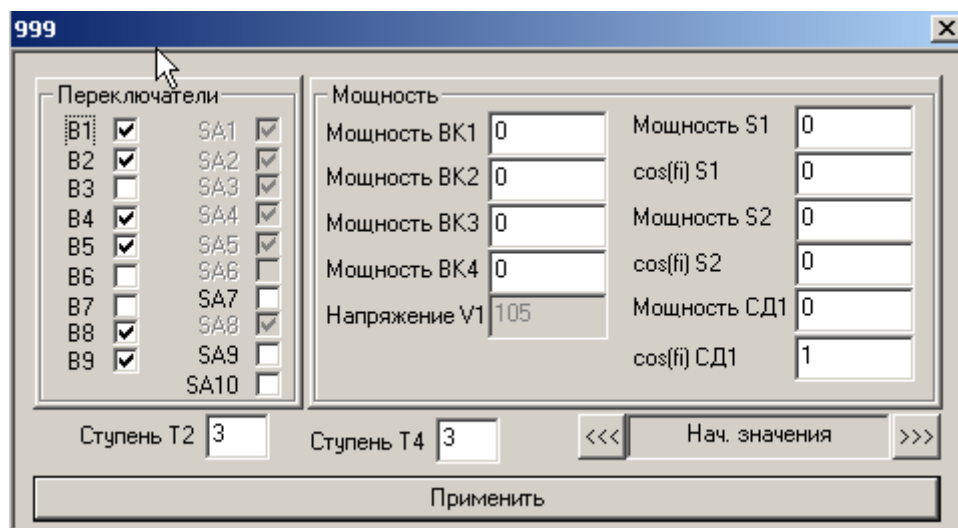 999
Переключатели
B1 SA1
B2 SA2
B3 SA3
B4 SA4
B5 SA5
B6 SA6
B7 SA7
B8 SA8
B9 SA9
SA10
Мощность
Мощность ВК1 0
Мощность ВК2 0
Мощность ВК3 0
Мощность ВК4 0
Напряжение V1 105
Мощность S1 0
cos(fi) S1 0
Мощность S2 0
cos(fi) S2 0
Мощность СД1 0
cos(fi) СД1 1
Ступень Т2 3
Ступень Т4 3
<<< Нач. значения >>>
Применить